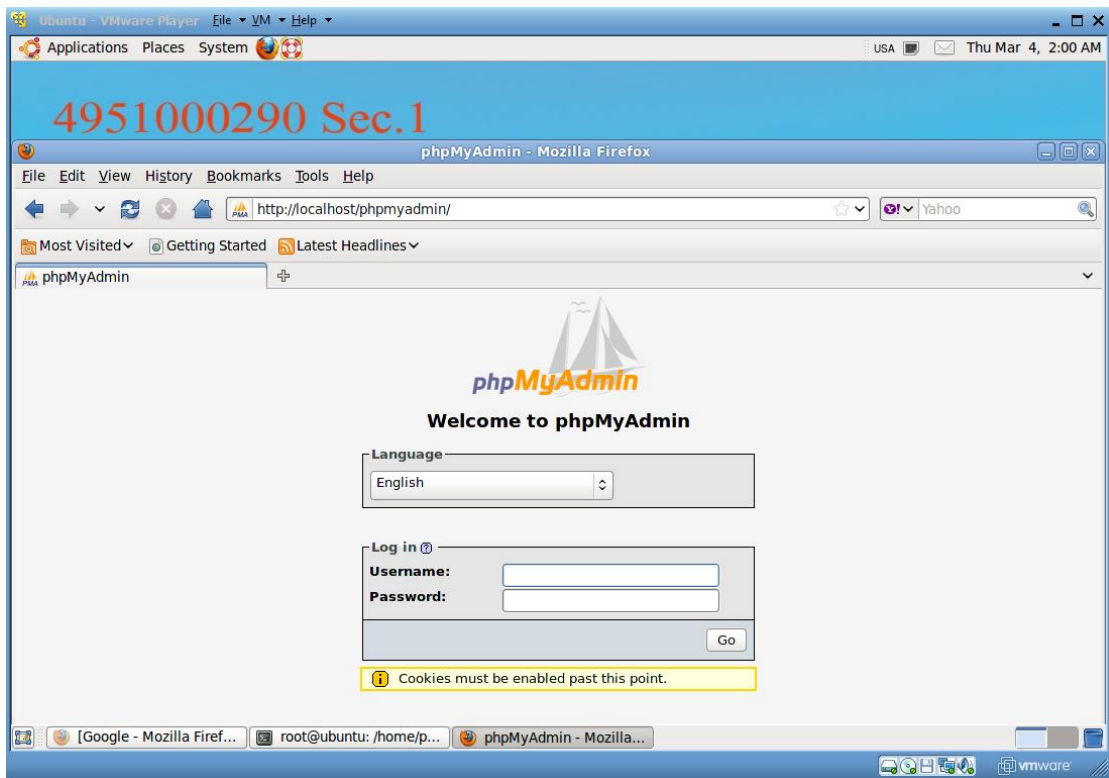 Ubuntu - VMware Player File VM Help
Applications Places System USA Thu Mar 4, 2:00 AM
4951000290 Sec.1
phpMyAdmin - Mozilla Firefox
File Edit View History Bookmarks Tools Help
PMA http://localhost/phpmyadmin/ Yahoo
Most Visited Getting Started Latest Headlines
PMA phpMyAdmin
phpMyAdmin
Welcome to phpMyAdmin
Language
English
Log in
Username:
Password:
Go
Cookies must be enabled past this point.
[Google - Mozilla Firef... root@ubuntu: /home/p... phpMyAdmin - Mozilla...
vmware